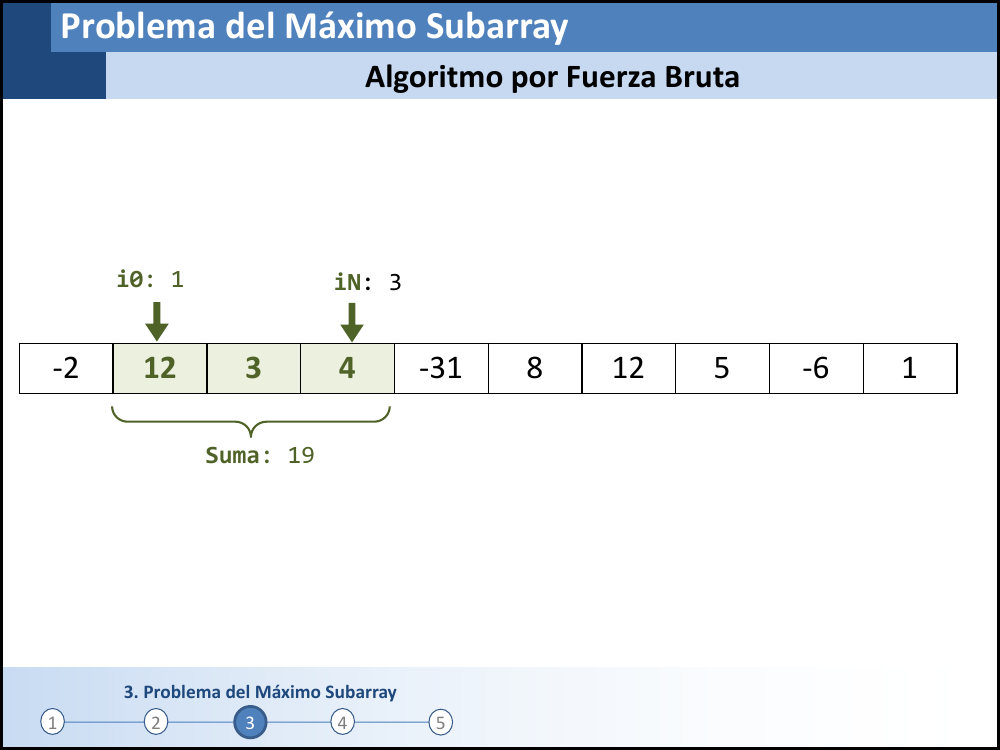 Problema del Máximo Subarray
Algoritmo por Fuerza Bruta
i0: 1 iN: 3
-2 12 3 4 -31 8 12 5 -6 1
Suma: 19
3. Problema del Máximo Subarray
1 2 3 4 5